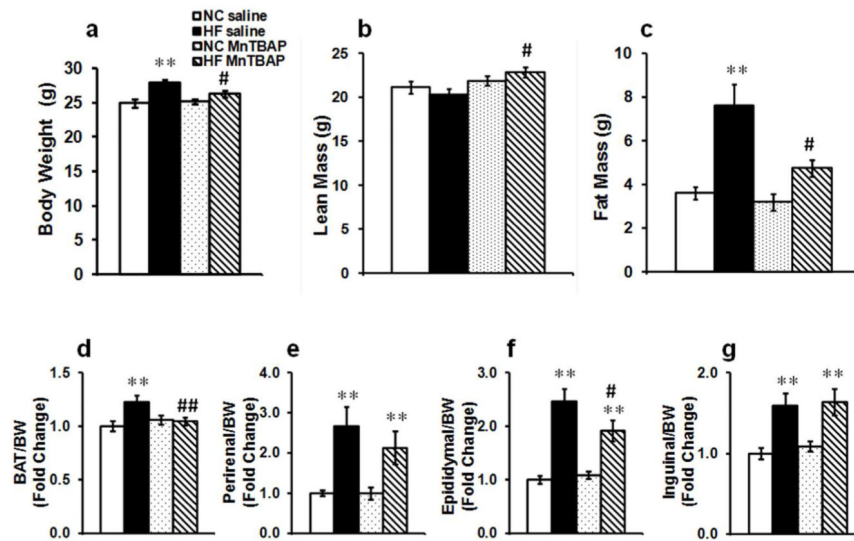 a
NC saline
HF saline
NC MnTBAP
HF MnTBAP
Body Weight (g)
35
30
25
20
15
10
5
0
**
#
b
Lean Mass (g)
25
20
15
10
5
0
#
c
Fat Mass (g)
10
8
6
4
2
0
**
#
d
BAT/BW
(Fold Change)
1.5
1.0
0.5
0.0
**
##
e
Perirenal/BW
(Fold Change)
4.0
3.0
2.0
1.0
0.0
**
**
f
Epididymal/BW
(Fold Change)
3.0
2.0
1.0
0.0
**
#
**
g
Inguinal/BW
(Fold Change)
2.0
1.0
0.0
**
**